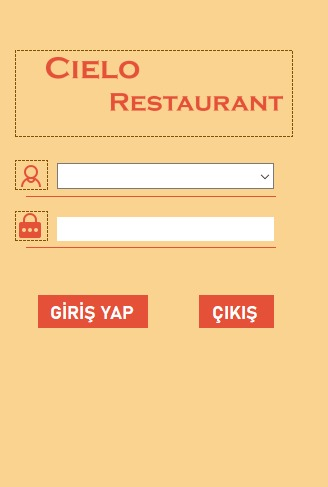 CIELO
RESTAURANT
GİRİŞ YAP
ÇIKIŞ